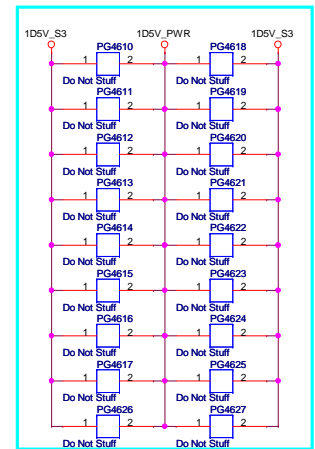 1D5V_S3 1D5V_PWR 1D5V_S3
PG4610 PG4618
1 2 1 2
Do Not Stuff Do Not Stuff
PG4611 PG4619
1 2 1 2
Do Not Stuff Do Not Stuff
PG4612 PG4620
1 2 1 2
Do Not Stuff Do Not Stuff
PG4613 PG4621
1 2 1 2
Do Not Stuff Do Not Stuff
PG4614 PG4622
1 2 1 2
Do Not Stuff Do Not Stuff
PG4615 PG4623
1 2 1 2
Do Not Stuff Do Not Stuff
PG4616 PG4624
1 2 1 2
Do Not Stuff Do Not Stuff
PG4617 PG4625
1 2 1 2
Do Not Stuff Do Not Stuff
PG4626 PG4627
1 2 1 2
Do Not Stuff Do Not Stuff